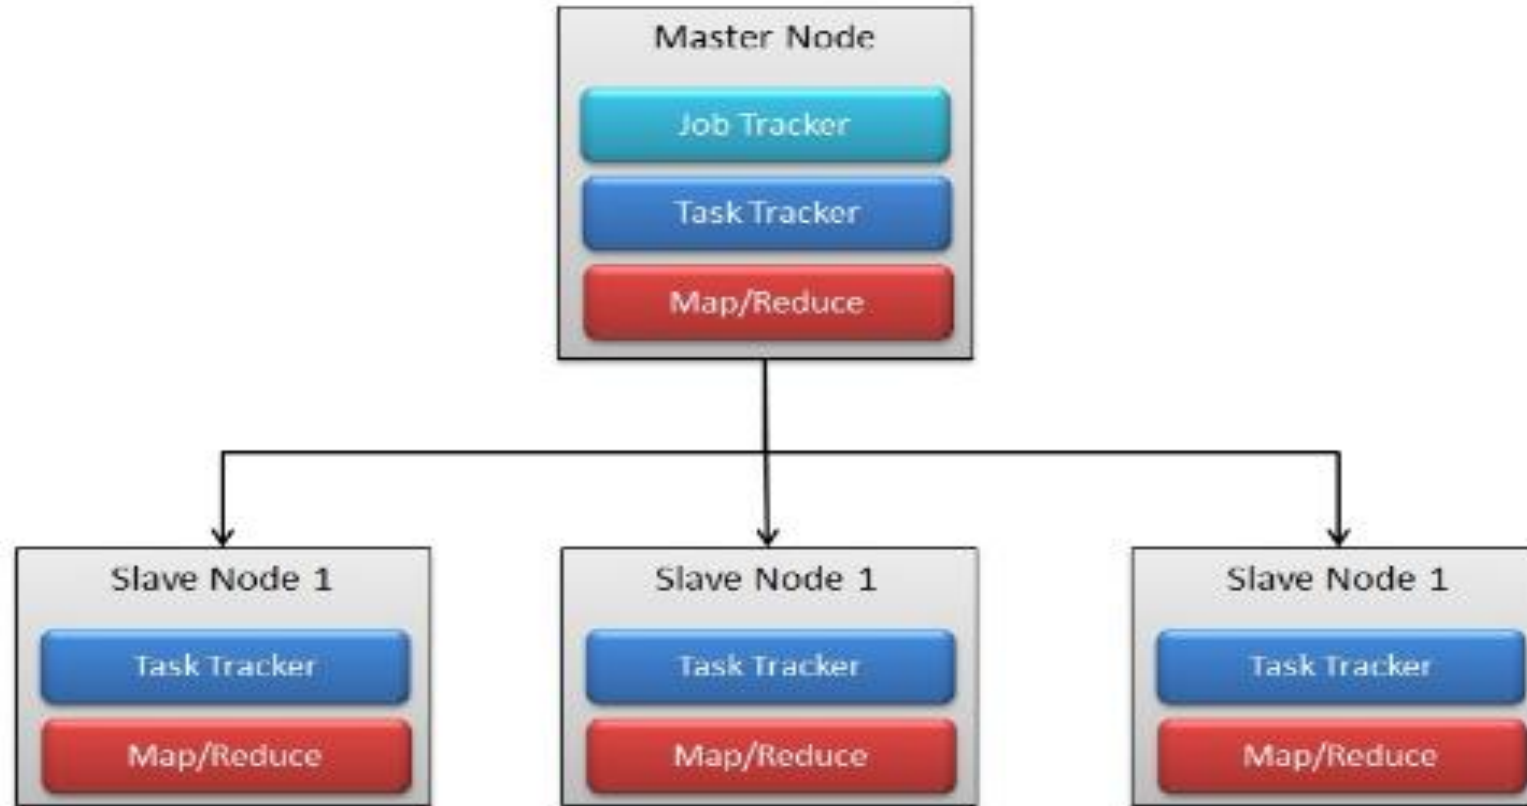 Master Node
Job Tracker
Task Tracker
Map/Reduce
Slave Node 1
Task Tracker
Map/Reduce
Slave Node 1
Task Tracker
Map/Reduce
Slave Node 1
Task Tracker
Map/Reduce